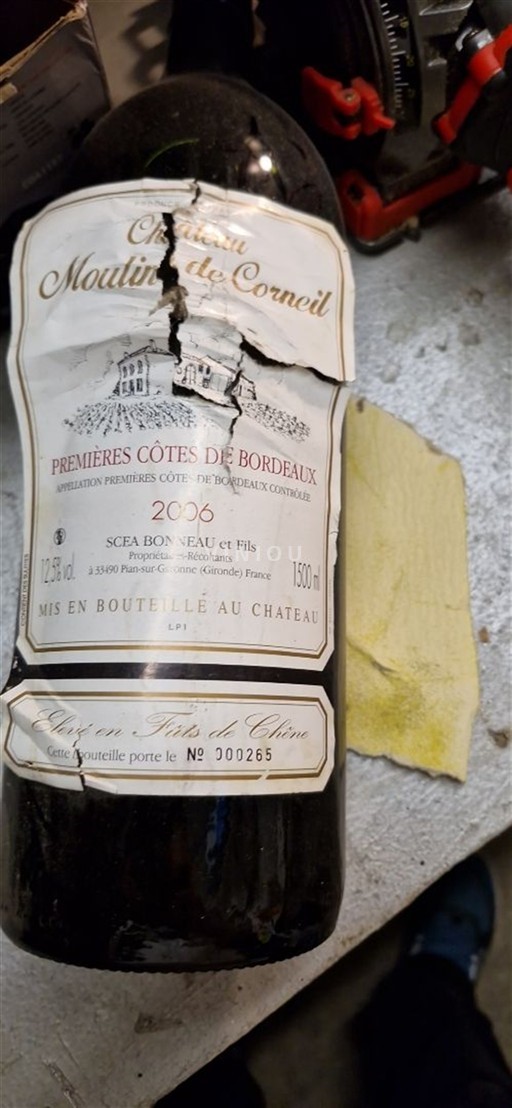 Château
Moulin de Corneil
PREMIÈRES CÔTES DE BORDEAUX
APPELLATION PREMIÈRES CÔTES DE BORDEAUX CONTRÔLÉE
2006
SCEA BONNEAU et Fils
Propriétaires-Récoltants
12,5% vol. à 33490 Pian-sur-Garonne (Gironde) France 1500 ml
MIS EN BOUTEILLE AU CHATEAU
L.P 1
Elevé en Fûts de Chêne
Cette bouteille porte le Nº 000265